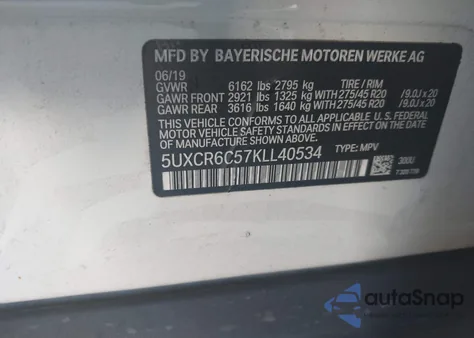 MFD BY BAYERISCHE MOTOREN WERKE AG
06/19
GVWR 6162 lbs 2795 kg TIRE / RIM
GAWR FRONT 2921 lbs 1325 kg WITH 275/45 R20 /9.0J x 20
GAWR REAR 3616 lbs 1640 kg WITH 275/45 R20 /9.0J x 20
THIS VEHICLE CONFORMS TO ALL APPLICABLE U.S. FEDERAL
MOTOR VEHICLE SAFETY STANDARDS IN EFFECT ON THE DATE
OF MANUFACTURE SHOWN ABOVE.
5UXCR6C57KLL40534 TYPE: MPV
autoSnap